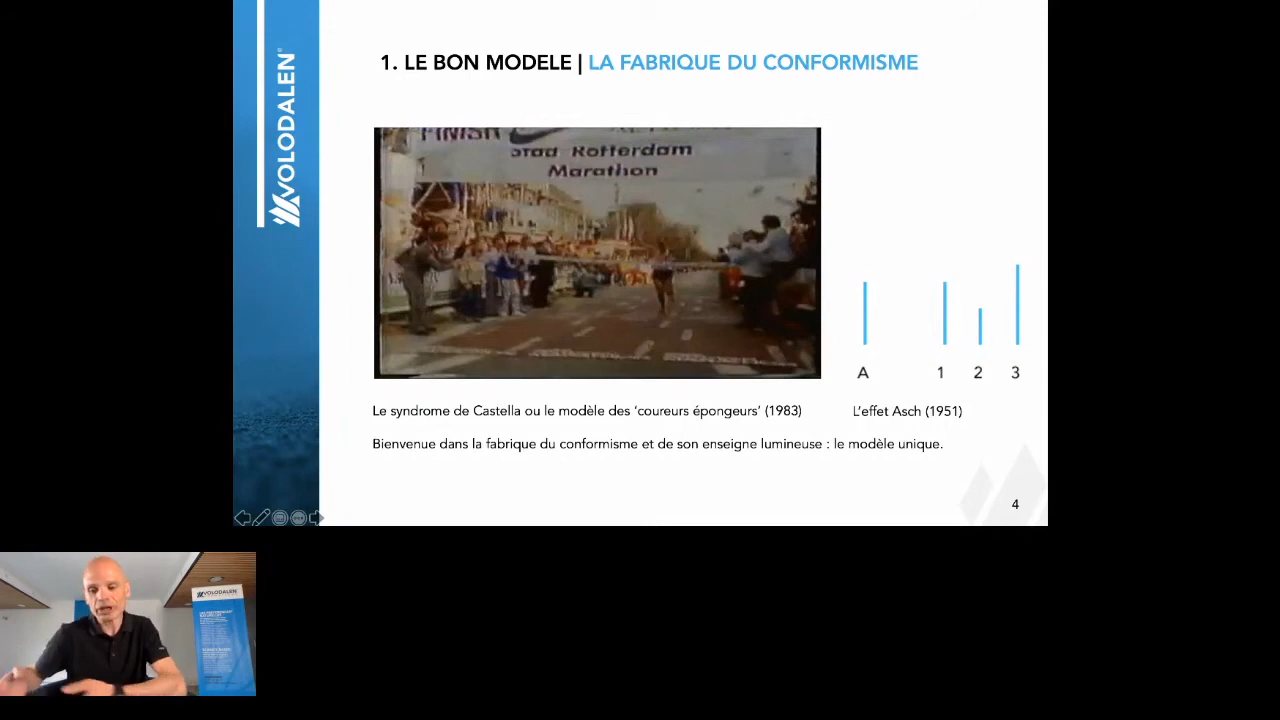 VOLODALEN
1. LE BON MODELE | LA FABRIQUE DU CONFORMISME
Rotterdam
Marathon
A 1 2 3
Le syndrome de Castella ou le modèle des ‘coureurs épongeurs’ (1983)
L’effet Asch (1951)
Bienvenue dans la fabrique du conformisme et de son enseigne lumineuse : le modèle unique.
4
VOLODALEN